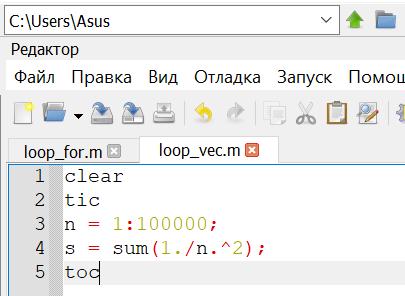 C:\Users\Asus
Редактор
Файл Правка Вид Отладка Запуск Помощ
loop_for.m loop_vec.m
1 clear
2 tic
3 n = 1:100000;
4 s = sum(1./n.^2);
5 toc